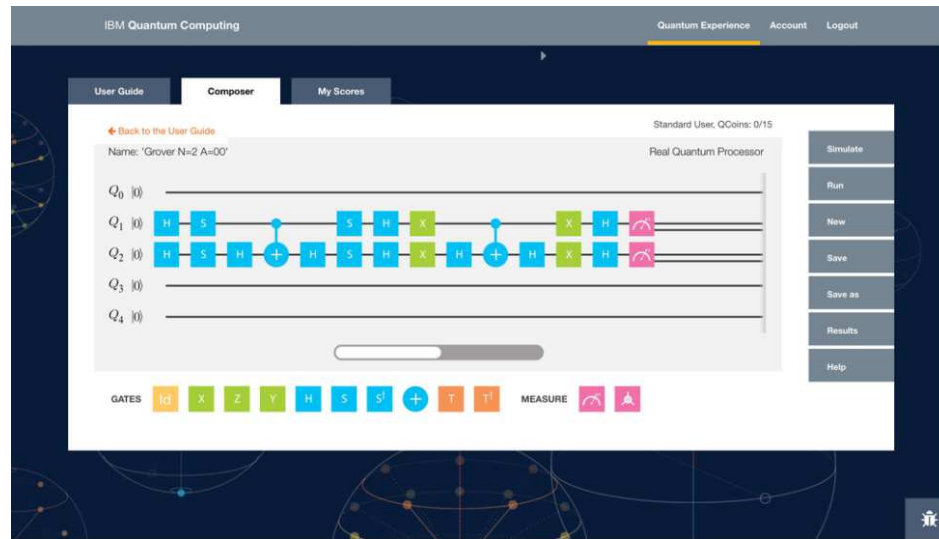 IBM Quantum Computing
Quantum Experience Account Logout
User Guide Composer My Scores
Standard User, QCoins: 0/15
Back to the User Guide
Name: 'Grover N=2 A=00' Real Quantum Processor
Simulate
Q0 |0⟩
Run
Q1 |0⟩ H S S H X X H
New
Q2 |0⟩ H S H + H S H X H + H X H
Save
Q3 |0⟩
Save as
Q4 |0⟩
Results
Help
GATES Id X Z Y H S S† + T T† MEASURE